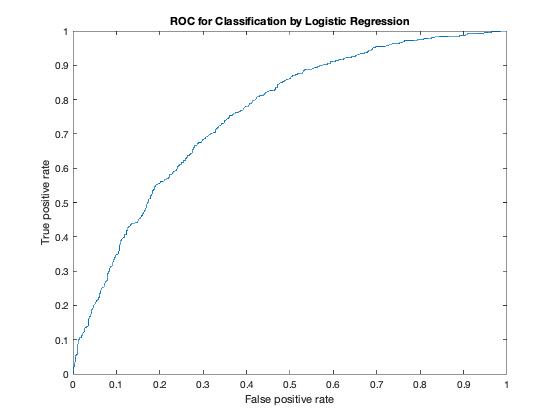 ROC for Classification by Logistic Regression
1
0.9
0.8
0.7
0.6
0.5
0.4
0.3
0.2
0.1
0
True positive rate
0 0.1 0.2 0.3 0.4 0.5 0.6 0.7 0.8 0.9 1
False positive rate